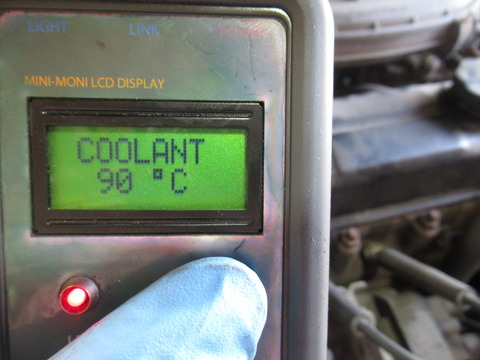 LIGHT LINK POWER
MINI-MONI LCD DISPLAY
COOLANT
90 °C